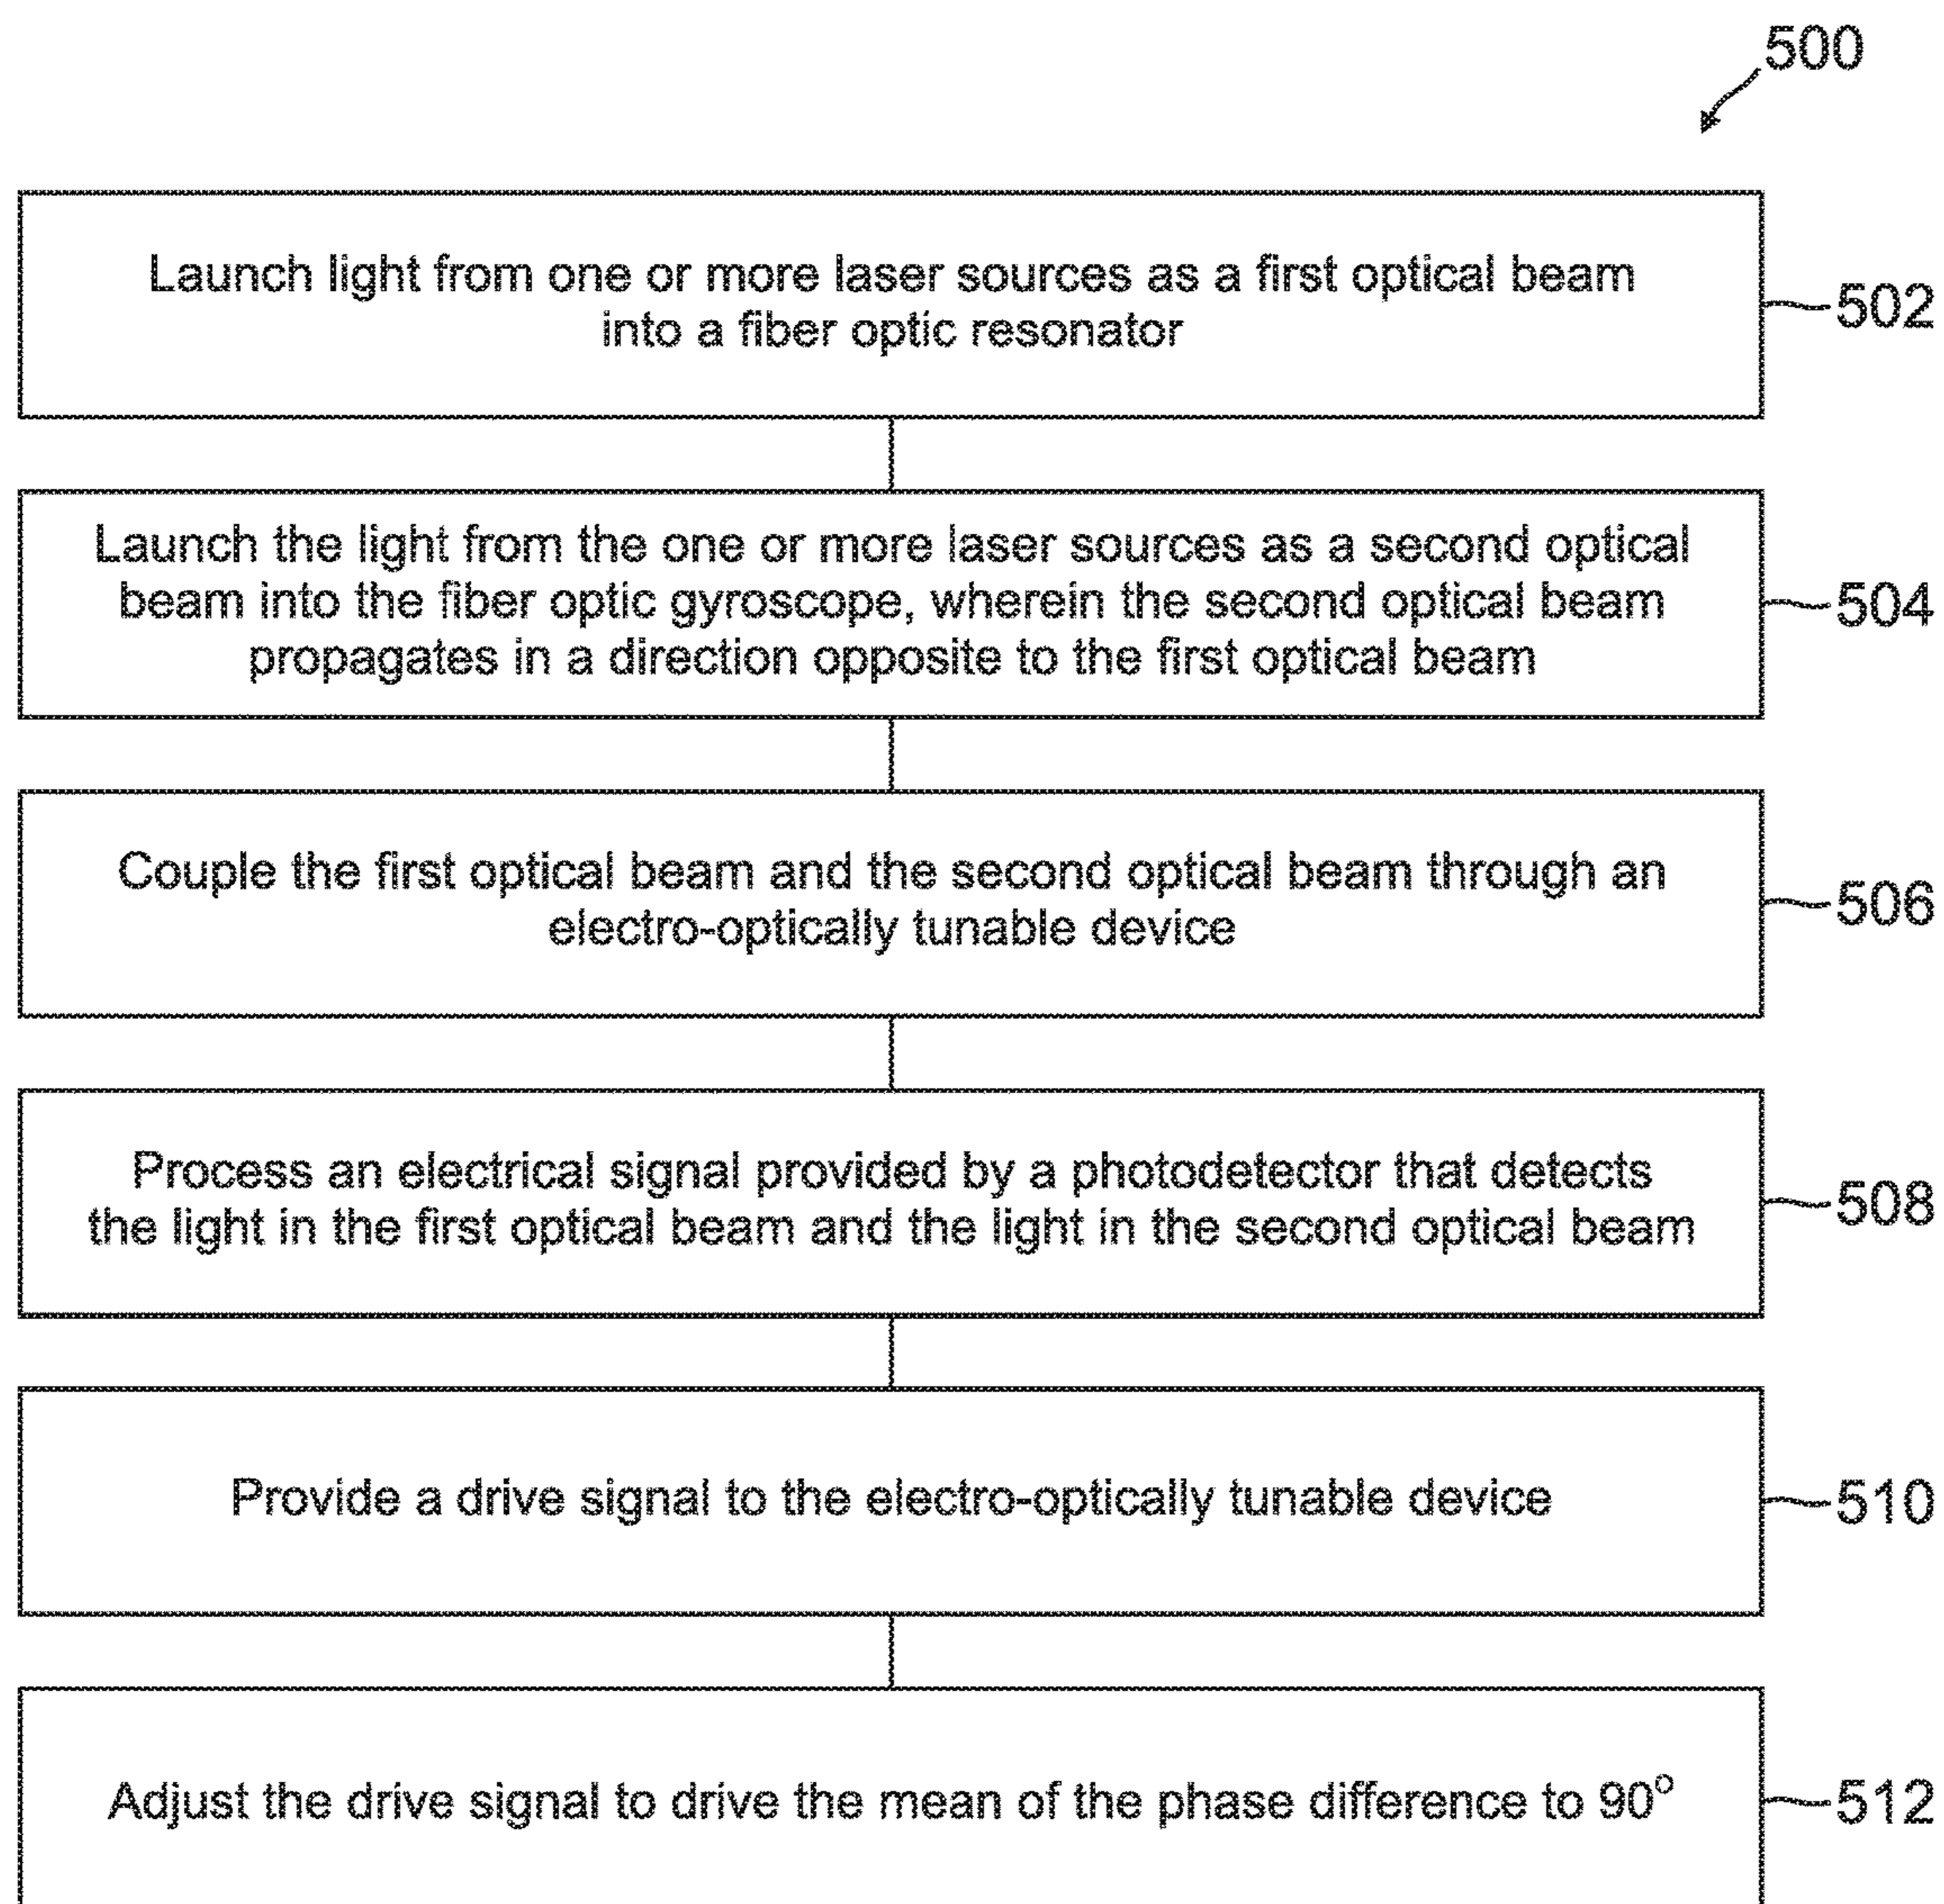 500
Launch light from one or more laser sources as a first optical beam
into a fiber optic resonator
502
Launch the light from the one or more laser sources as a second optical
beam into the fiber optic gyroscope, wherein the second optical beam
propagates in a direction opposite to the first optical beam
504
Couple the first optical beam and the second optical beam through an
electro-optically tunable device
506
Process an electrical signal provided by a photodetector that detects
the light in the first optical beam and the light in the second optical beam
508
Provide a drive signal to the electro-optically tunable device
510
Adjust the drive signal to drive the mean of the phase difference to 90°
512